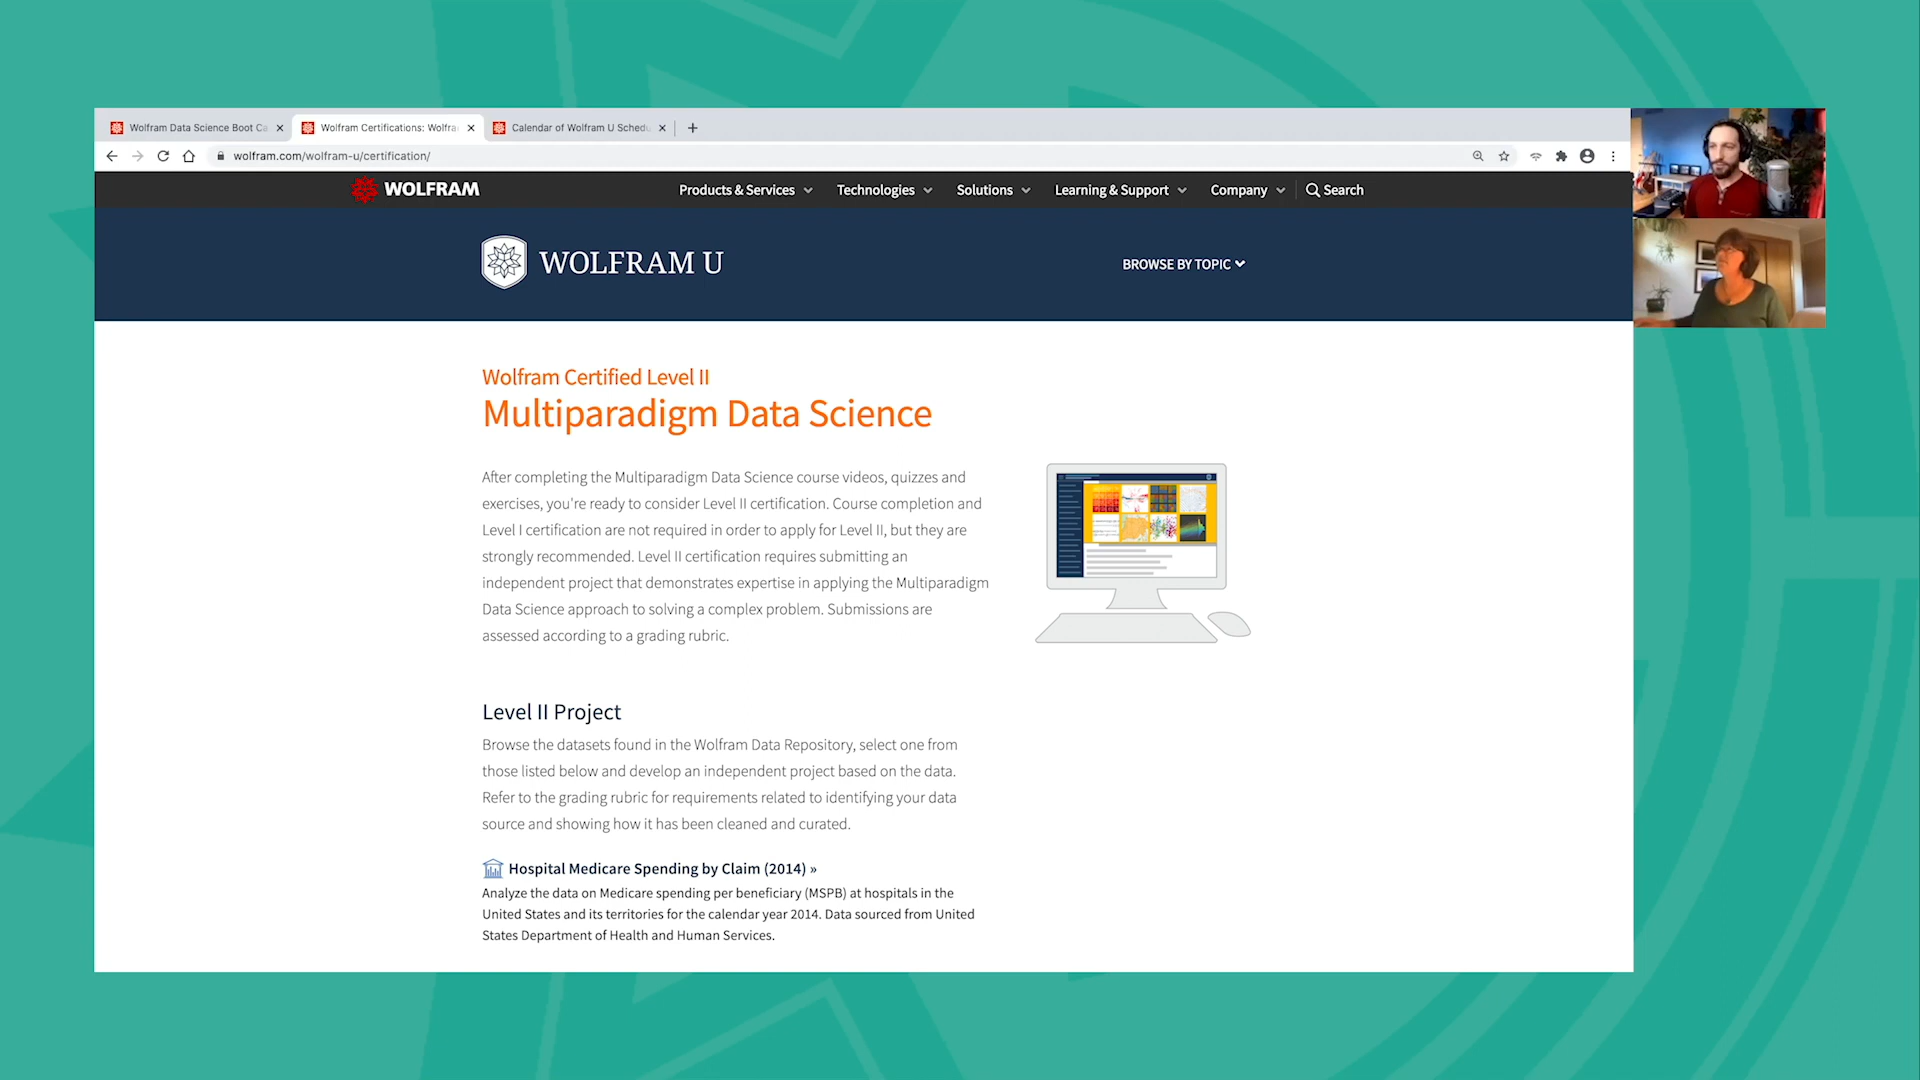 Wolfram Data Science Boot Ca
Wolfram Certifications: Wolfra
Calendar of Wolfram U Schedu
wolfram.com/wolfram-u/certification/
WOLFRAM
Products & Services
Technologies
Solutions
Learning & Support
Company
Search
WOLFRAM U
BROWSE BY TOPIC
Wolfram Certified Level II
Multiparadigm Data Science
After completing the Multiparadigm Data Science course videos, quizzes and
exercises, you're ready to consider Level II certification. Course completion and
Level I certification are not required in order to apply for Level II, but they are
strongly recommended. Level II certification requires submitting an
independent project that demonstrates expertise in applying the Multiparadigm
Data Science approach to solving a complex problem. Submissions are
assessed according to a grading rubric.
Level II Project
Browse the datasets found in the Wolfram Data Repository, select one from
those listed below and develop an independent project based on the data.
Refer to the grading rubric for requirements related to identifying your data
source and showing how it has been cleaned and curated.
Hospital Medicare Spending by Claim (2014) »
Analyze the data on Medicare spending per beneficiary (MSPB) at hospitals in the
United States and its territories for the calendar year 2014. Data sourced from United
States Department of Health and Human Services.